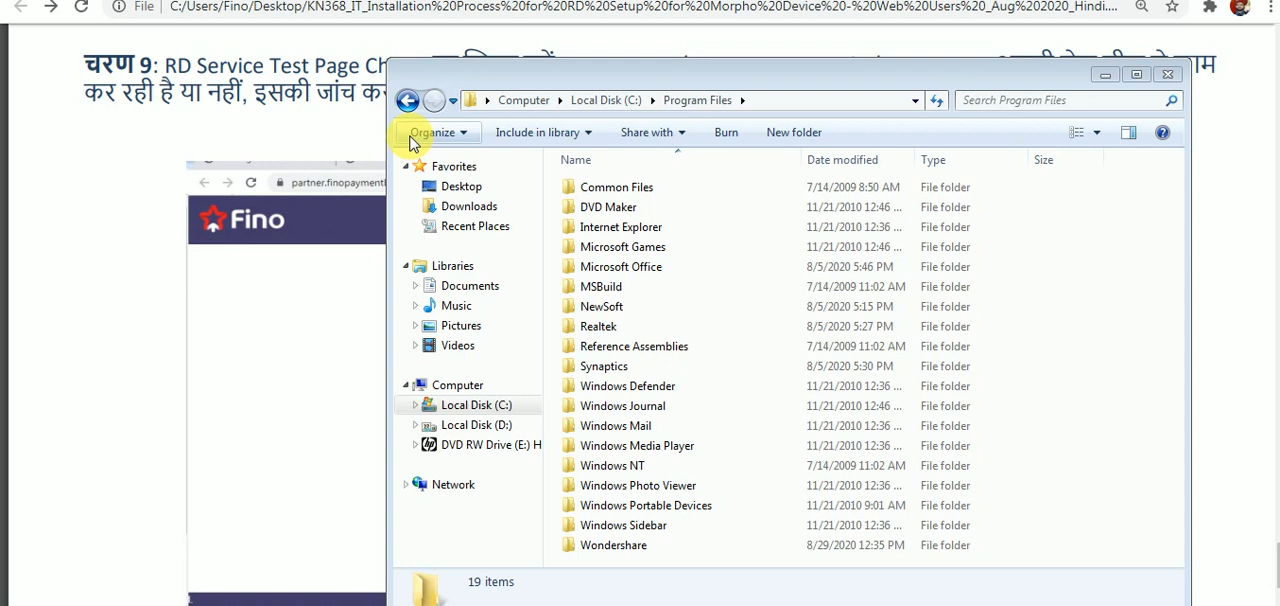 File
C:/Users/Fino/Desktop/KN368_IT_Installation%20Process%20for%20RD%20Setup%20for%20Morpho%20Device%20-%20Web%20Users%20_Aug%202020_Hindi....
चरण 9: RD Service Test Page Ch
कर रही है या नहीं, इसकी जांच कर
partner.finopayment
Fino
Computer
Local Disk (C:)
Program Files
Search Program Files
Organize
Include in library
Share with
Burn
New folder
Favorites
Desktop
Downloads
Recent Places
Libraries
Documents
Music
Pictures
Videos
Computer
Local Disk (C:)
Local Disk (D:)
DVD RW Drive (E:) H
Network
Name Date modified Type Size
Common Files 7/14/2009 8:50 AM File folder
DVD Maker 11/21/2010 12:46 ... File folder
Internet Explorer 11/21/2010 12:36 ... File folder
Microsoft Games 11/21/2010 12:46 ... File folder
Microsoft Office 8/5/2020 5:46 PM File folder
MSBuild 7/14/2009 11:02 AM File folder
NewSoft 8/5/2020 5:15 PM File folder
Realtek 8/5/2020 5:27 PM File folder
Reference Assemblies 7/14/2009 11:02 AM File folder
Synaptics 8/5/2020 5:30 PM File folder
Windows Defender 11/21/2010 12:36 ... File folder
Windows Journal 11/21/2010 12:46 ... File folder
Windows Mail 11/21/2010 12:36 ... File folder
Windows Media Player 11/21/2010 12:36 ... File folder
Windows NT 7/14/2009 11:02 AM File folder
Windows Photo Viewer 11/21/2010 12:36 ... File folder
Windows Portable Devices 11/21/2010 9:01 AM File folder
Windows Sidebar 11/21/2010 12:36 ... File folder
Wondershare 8/29/2020 12:35 PM File folder
19 items